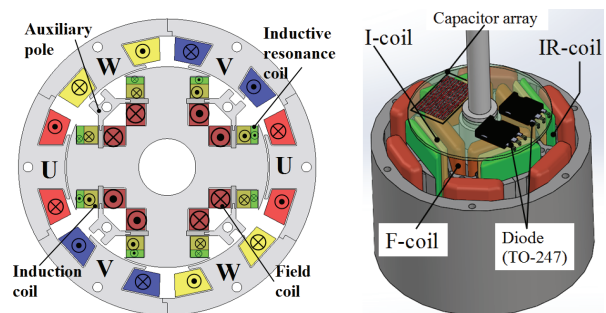 Auxiliary
pole
Inductive
resonance
coil
W
V
U
U
V
W
Induction
coil
Field
coil
Capacitor array
I-coil
IR-coil
F-coil
Diode
(TO-247)